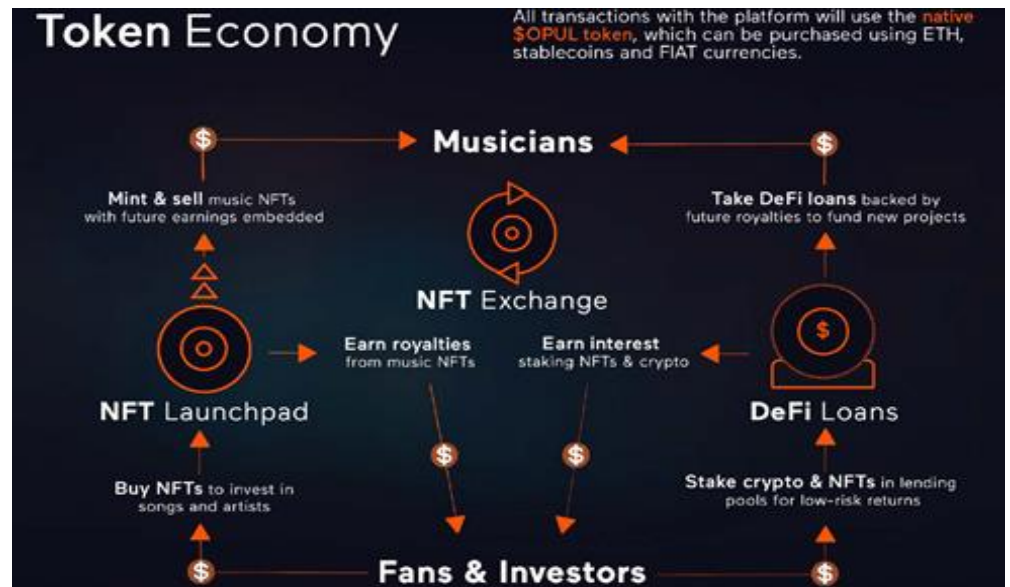 Token Economy
All transactions with the platform will use the native
$OPUL token, which can be purchased using ETH,
stablecoins and FIAT currencies.
$
Musicians
$
Mint & sell music NFTs
with future earnings embedded
Take DeFi loans backed by
future royalties to fund new projects
NFT Exchange
Earn royalties
from music NFTs
Earn interest
staking NFTs & crypto
$
NFT Launchpad
DeFi Loans
$
$
Buy NFTs to invest in
songs and artists
Stake crypto & NFTs in lending
pools for low-risk returns
$
Fans & Investors
$